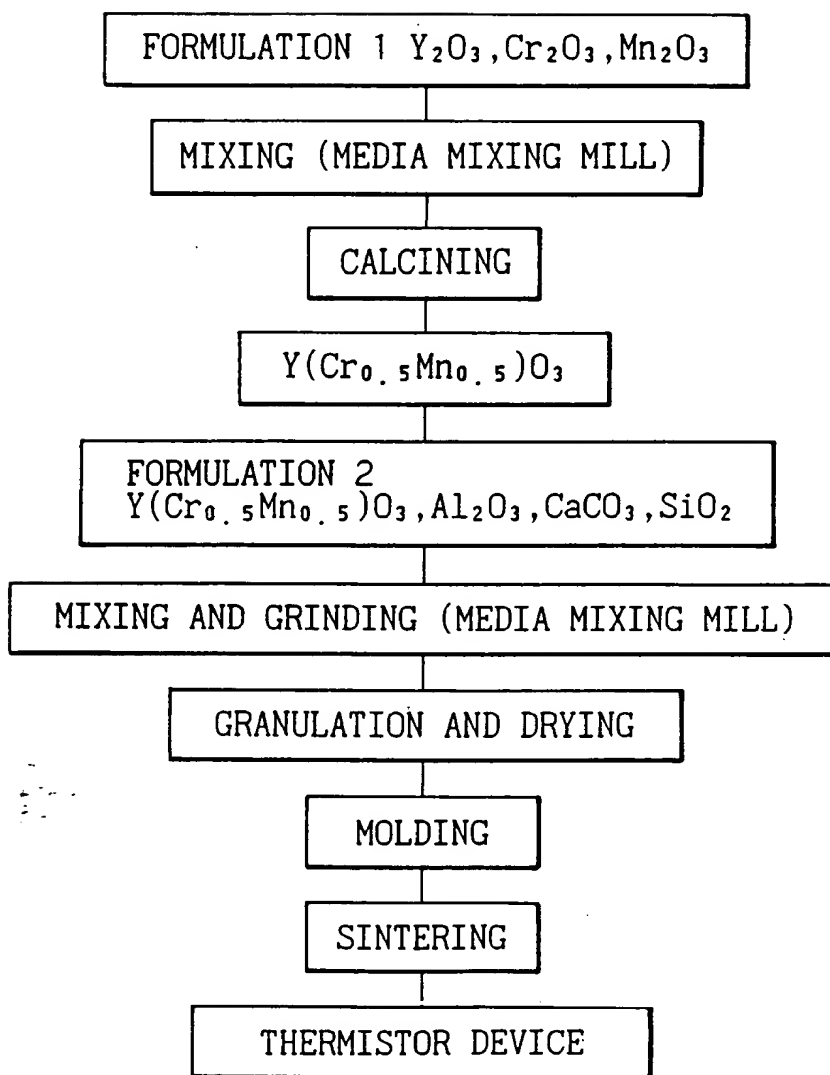 FORMULATION 1 Y₂O₃,Cr₂O₃,Mn₂O₃
MIXING (MEDIA MIXING MILL)
CALCINING
Y(Cr₀.₅Mn₀.₅)O₃
FORMULATION 2
Y(Cr₀.₅Mn₀.₅)O₃,Al₂O₃,CaCO₃,SiO₂
MIXING AND GRINDING (MEDIA MIXING MILL)
GRANULATION AND DRYING
MOLDING
SINTERING
THERMISTOR DEVICE